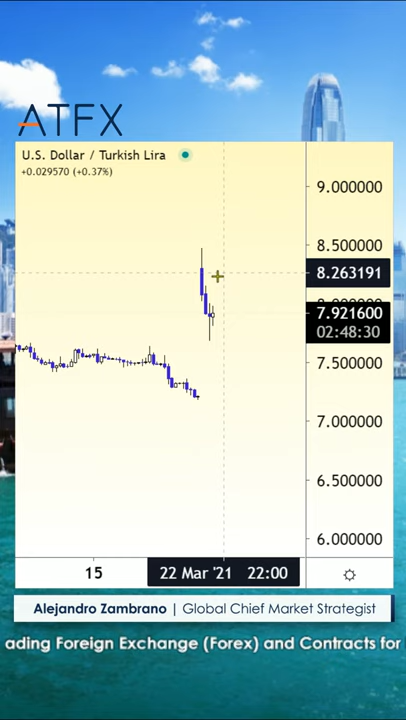 ATFX
U.S. Dollar / Turkish Lira
+0.029570 (+0.37%)
9.000000
8.500000
8.263191
7.921600
02:48:30
7.500000
7.000000
6.500000
6.000000
15
22 Mar '21 22:00
Alejandro Zambrano | Global Chief Market Strategist
ading Foreign Exchange (Forex) and Contracts for